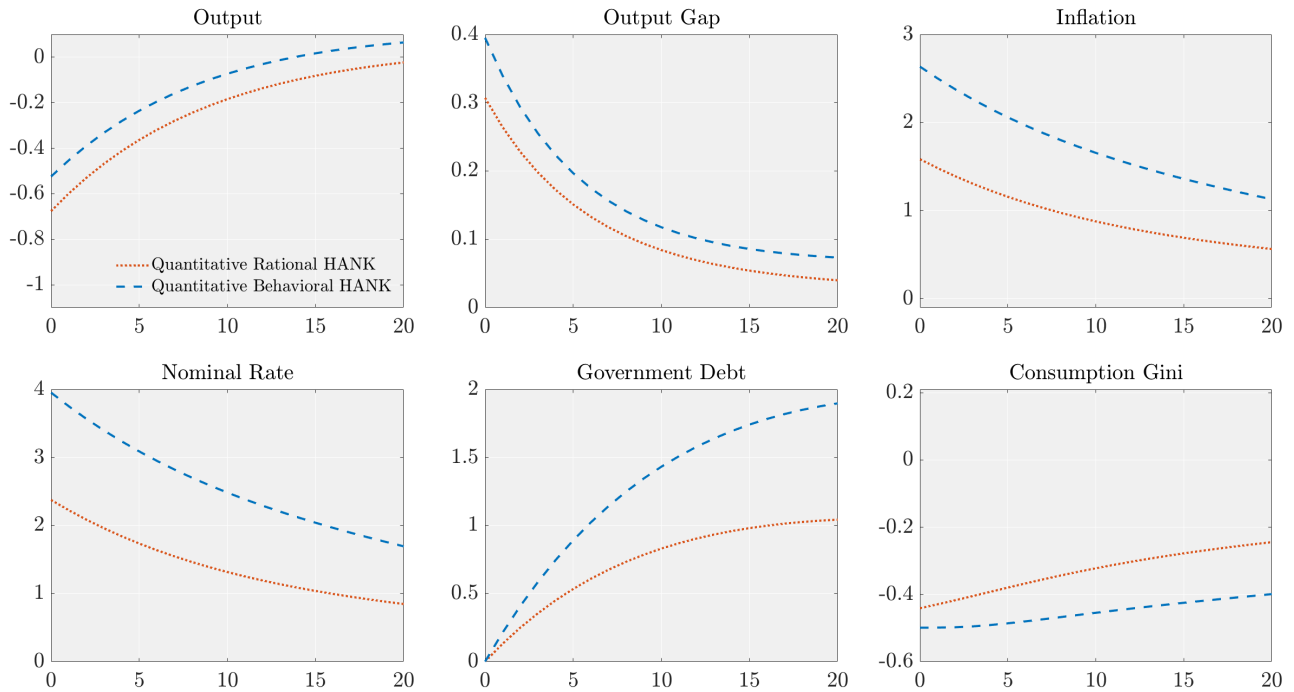 Output
0
-0.2
-0.4
-0.6
-0.8
-1
Quantitative Rational HANK
Quantitative Behavioral HANK
0 5 10 15 20
Output Gap
0.4
0.3
0.2
0.1
0
0 5 10 15 20
Inflation
3
2
1
0
0 5 10 15 20
Nominal Rate
4
3
2
1
0
0 5 10 15 20
Government Debt
2
1.5
1
0.5
0
0 5 10 15 20
Consumption Gini
0.2
0
-0.2
-0.4
-0.6
0 5 10 15 20